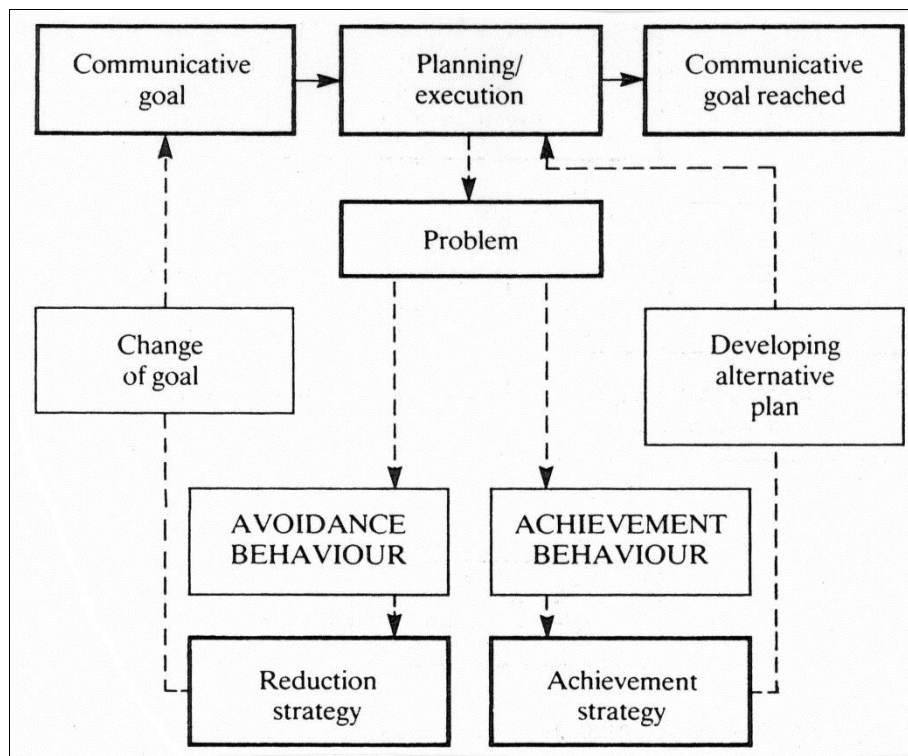 Communicative
goal
Planning/
execution
Communicative
goal reached
Problem
Change
of goal
Developing
alternative
plan
AVOIDANCE
BEHAVIOUR
ACHIEVEMENT
BEHAVIOUR
Reduction
strategy
Achievement
strategy